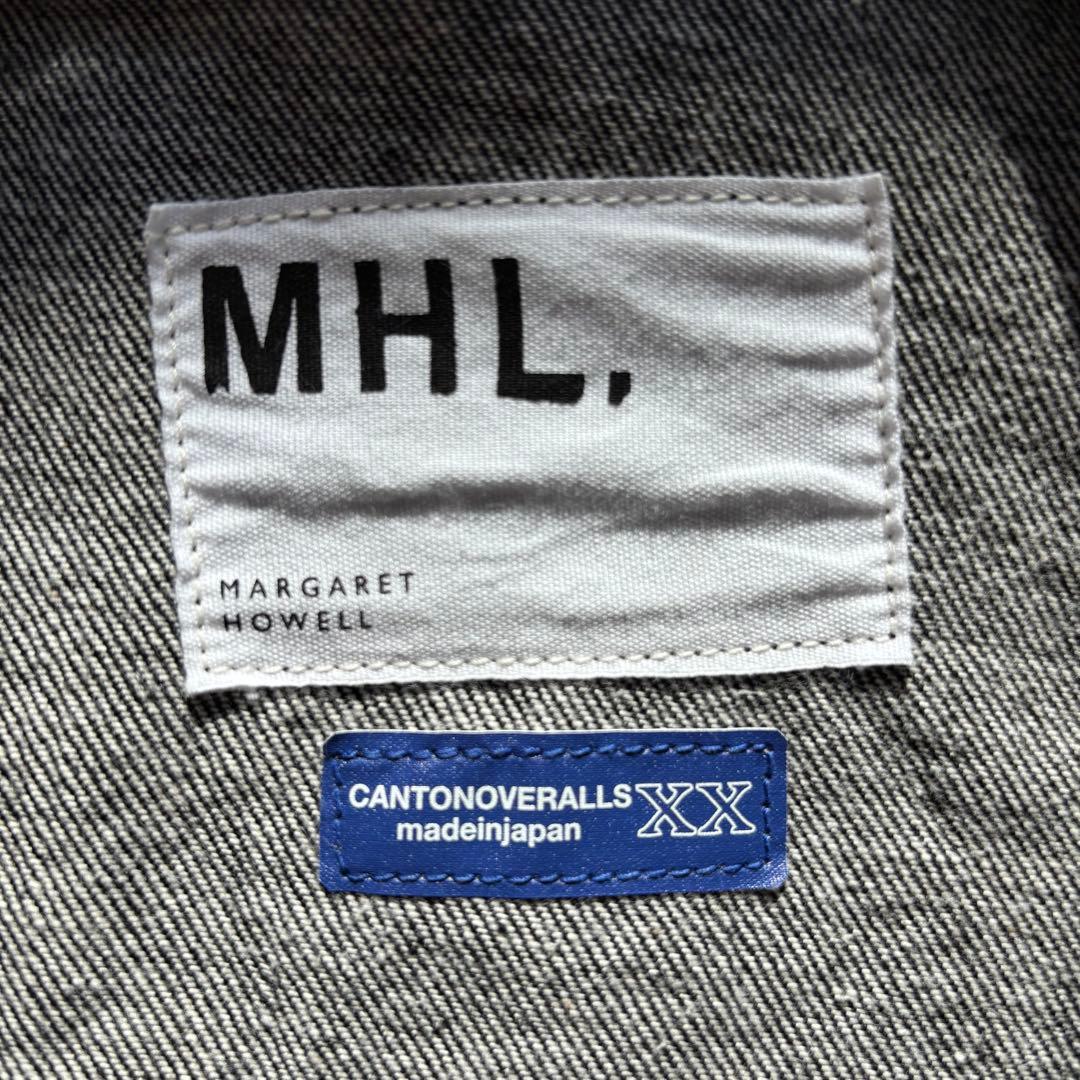 MHL.
MARGARET
HOWELL
CANTONOVERALLS XX
madeinjapan